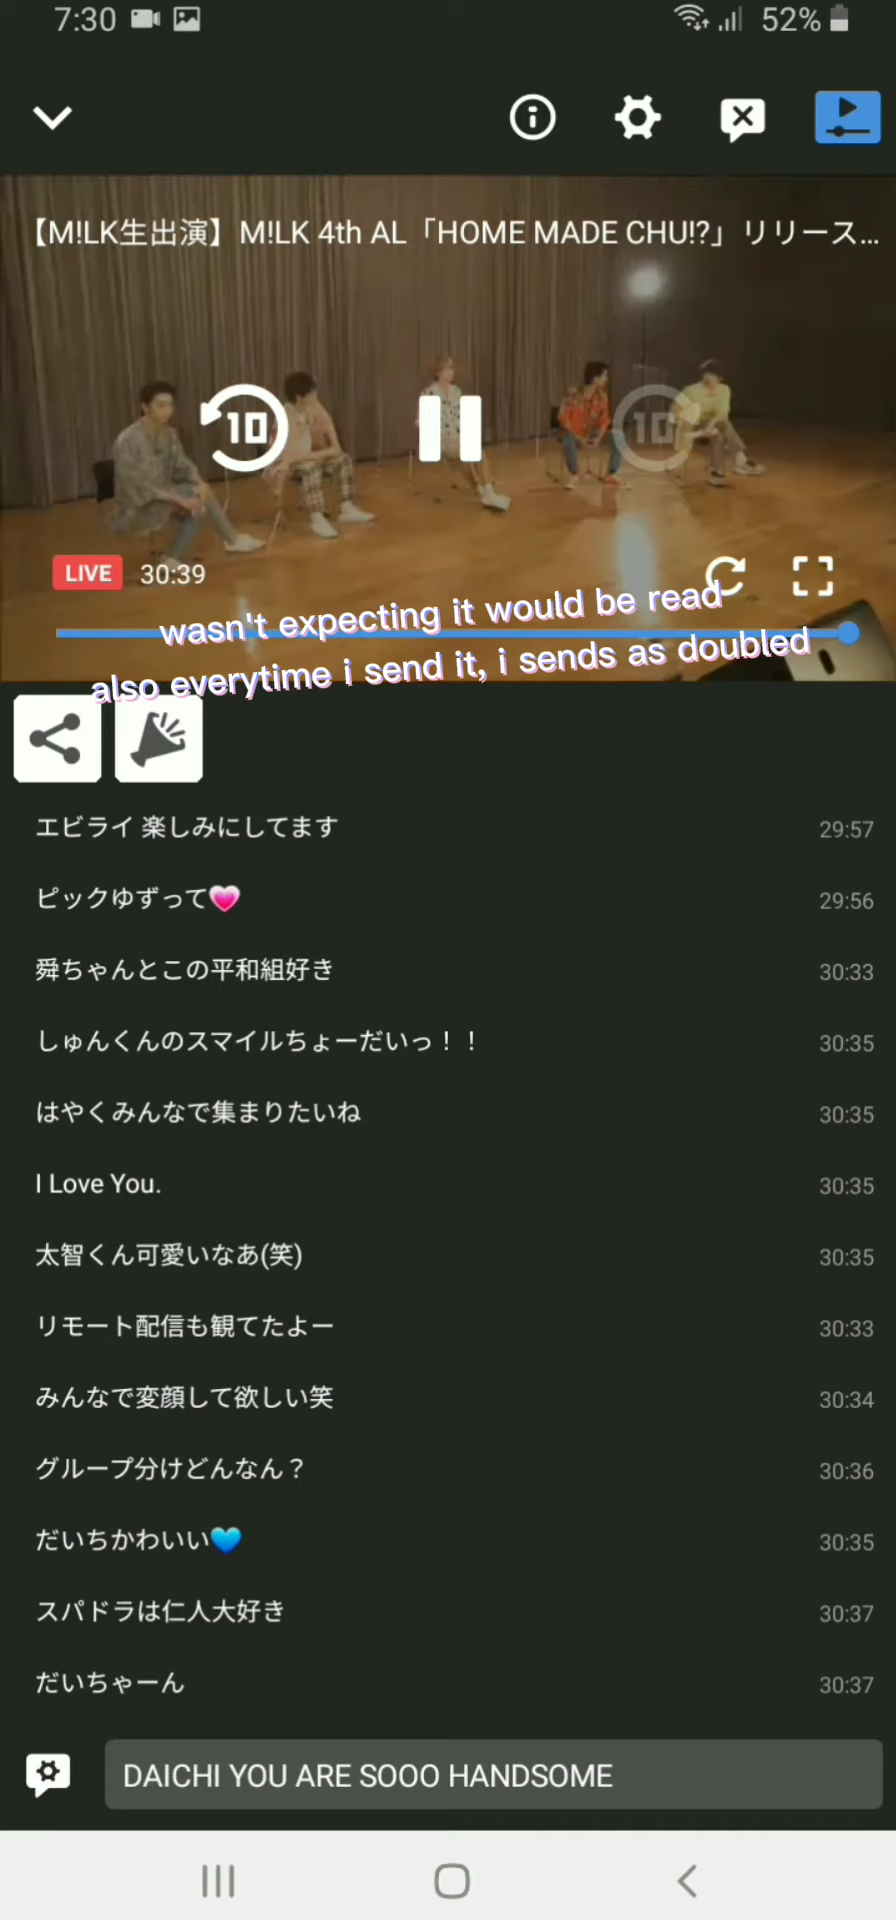 7:30
52%
【M!LK生出演】M!LK 4th AL「HOME MADE CHU!?」リリース...
10
10
LIVE 30:39
wasn't expecting it would be read
also everytime i send it, i sends as doubled
エビライ 楽しみにしてます 29:57
ピックゆずって💗 29:56
舜ちゃんとこの平和組好き 30:33
しゅんくんのスマイルちょーだいっ！！ 30:35
はやくみんなで集まりたいね 30:35
I Love You. 30:35
太智くん可愛いなあ(笑) 30:35
リモート配信も観てたよー 30:33
みんなで変顔して欲しい笑 30:34
グループ分けどんなん？ 30:36
だいちかわいい💙 30:35
スパドラは仁人大好き 30:37
だいちゃーん 30:37
DAICHI YOU ARE SOOO HANDSOME